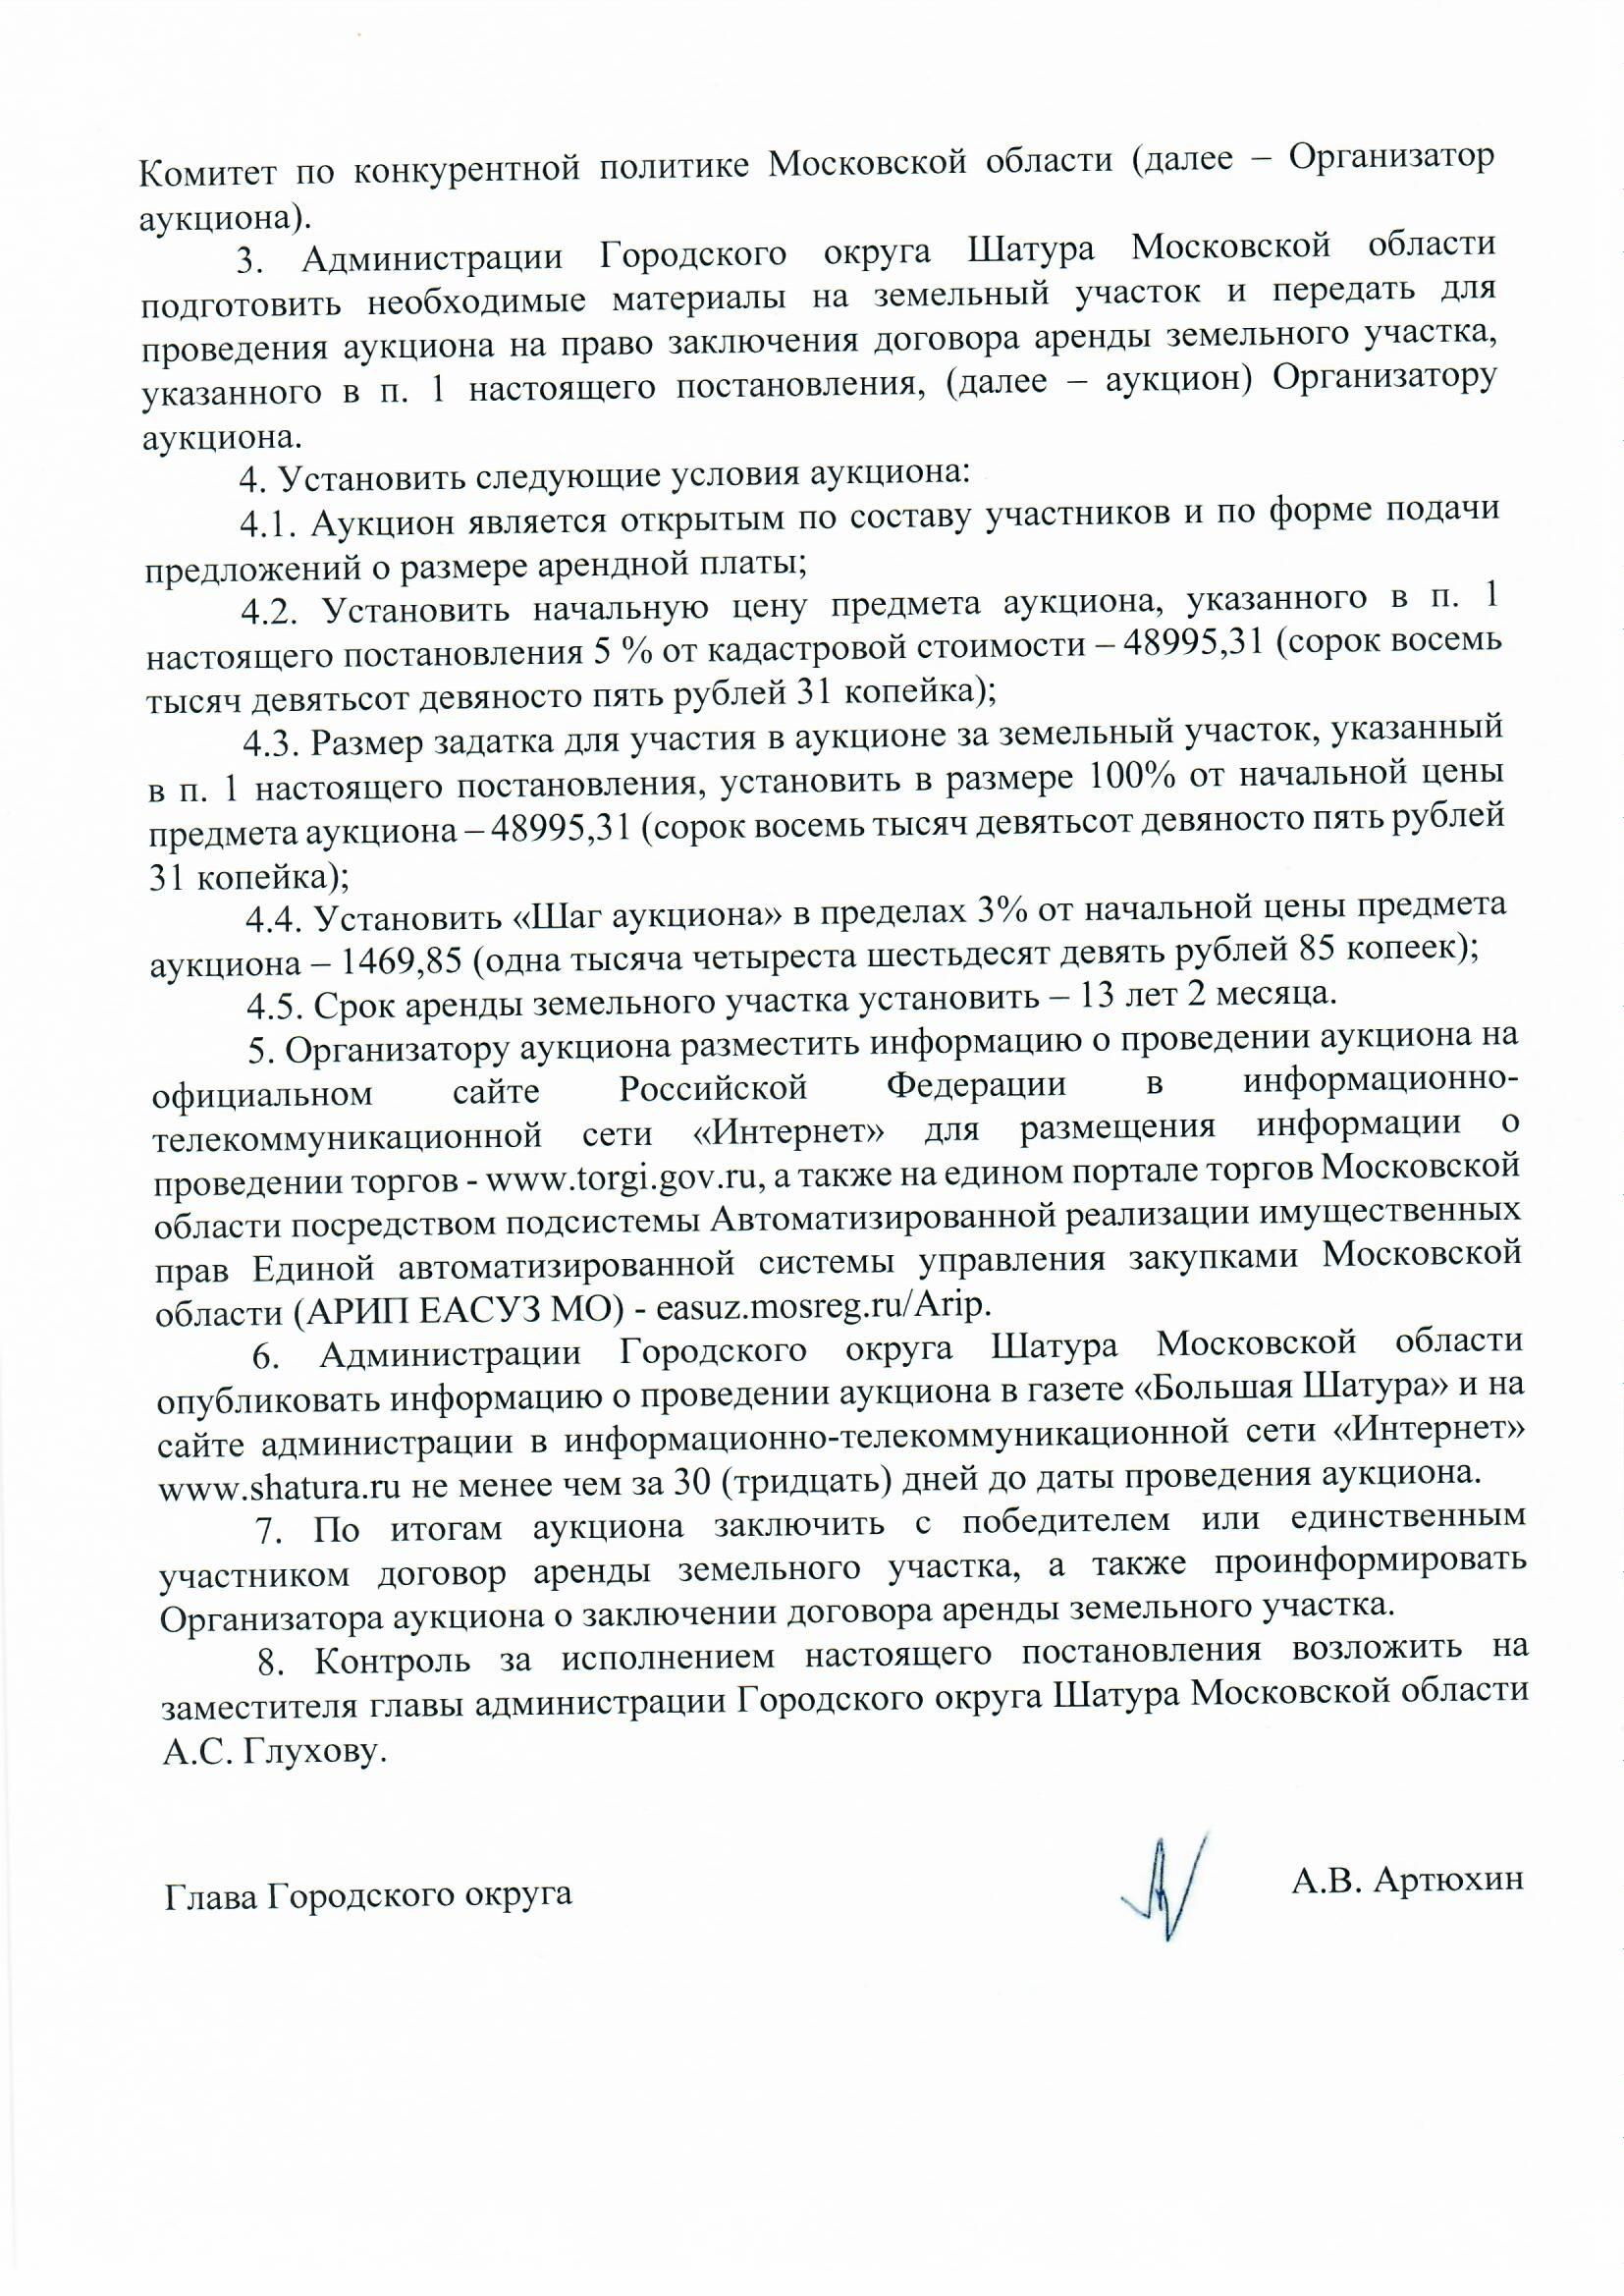 Комитет по конкурентной политике Московской области (далее – Организатор
аукциона).
3. Администрации Городского округа Шатура Московской области
подготовить необходимые материалы на земельный участок и передать для
проведения аукциона на право заключения договора аренды земельного участка,
указанного в п. 1 настоящего постановления, (далее – аукцион) Организатору
аукциона.
4. Установить следующие условия аукциона:
4.1. Аукцион является открытым по составу участников и по форме подачи
предложений о размере арендной платы;
4.2. Установить начальную цену предмета аукциона, указанного в п. 1
настоящего постановления 5 % от кадастровой стоимости – 48995,31 (сорок восемь
тысяч девятьсот девяносто пять рублей 31 копейка);
4.3. Размер задатка для участия в аукционе за земельный участок, указанный
в п. 1 настоящего постановления, установить в размере 100% от начальной цены
предмета аукциона – 48995,31 (сорок восемь тысяч девятьсот девяносто пять рублей
31 копейка);
4.4. Установить «Шаг аукциона» в пределах 3% от начальной цены предмета
аукциона – 1469,85 (одна тысяча четыреста шестьдесят девять рублей 85 копеек);
4.5. Срок аренды земельного участка установить – 13 лет 2 месяца.
5. Организатору аукциона разместить информацию о проведении аукциона на
официальном сайте Российской Федерации в информационно-
телекоммуникационной сети «Интернет» для размещения информации о
проведении торгов - www.torgi.gov.ru, а также на едином портале торгов Московской
области посредством подсистемы Автоматизированной реализации имущественных
прав Единой автоматизированной системы управления закупками Московской
области (АРИП ЕАСУЗ МО) - easuz.mosreg.ru/Arip.
6. Администрации Городского округа Шатура Московской области
опубликовать информацию о проведении аукциона в газете «Большая Шатура» и на
сайте администрации в информационно-телекоммуникационной сети «Интернет»
www.shatura.ru не менее чем за 30 (тридцать) дней до даты проведения аукциона.
7. По итогам аукциона заключить с победителем или единственным
участником договор аренды земельного участка, а также проинформировать
Организатора аукциона о заключении договора аренды земельного участка.
8. Контроль за исполнением настоящего постановления возложить на
заместителя главы администрации Городского округа Шатура Московской области
А.С. Глухову.
Глава Городского округа
А.В. Артюхин